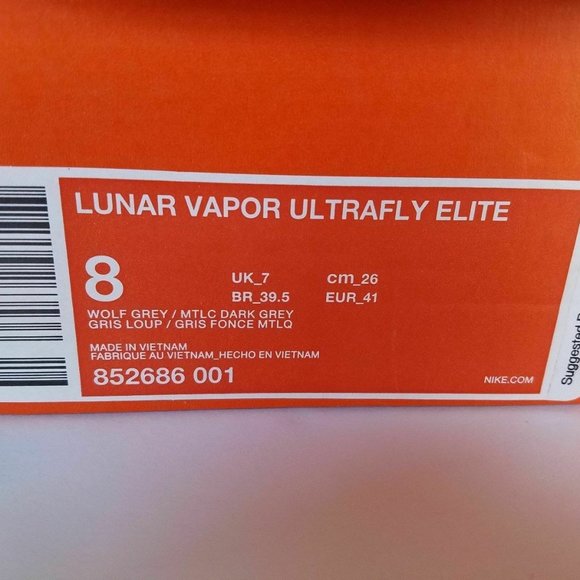 LUNAR VAPOR ULTRAFLY ELITE
8
UK_7 cm_26
BR_39.5 EUR_41
WOLF GREY / MTLC DARK GREY
GRIS LOUP / GRIS FONCE MTLQ
MADE IN VIETNAM
FABRIQUE AU VIETNAM_HECHO EN VIETNAM
852686 001
NIKE.COM
Suggested